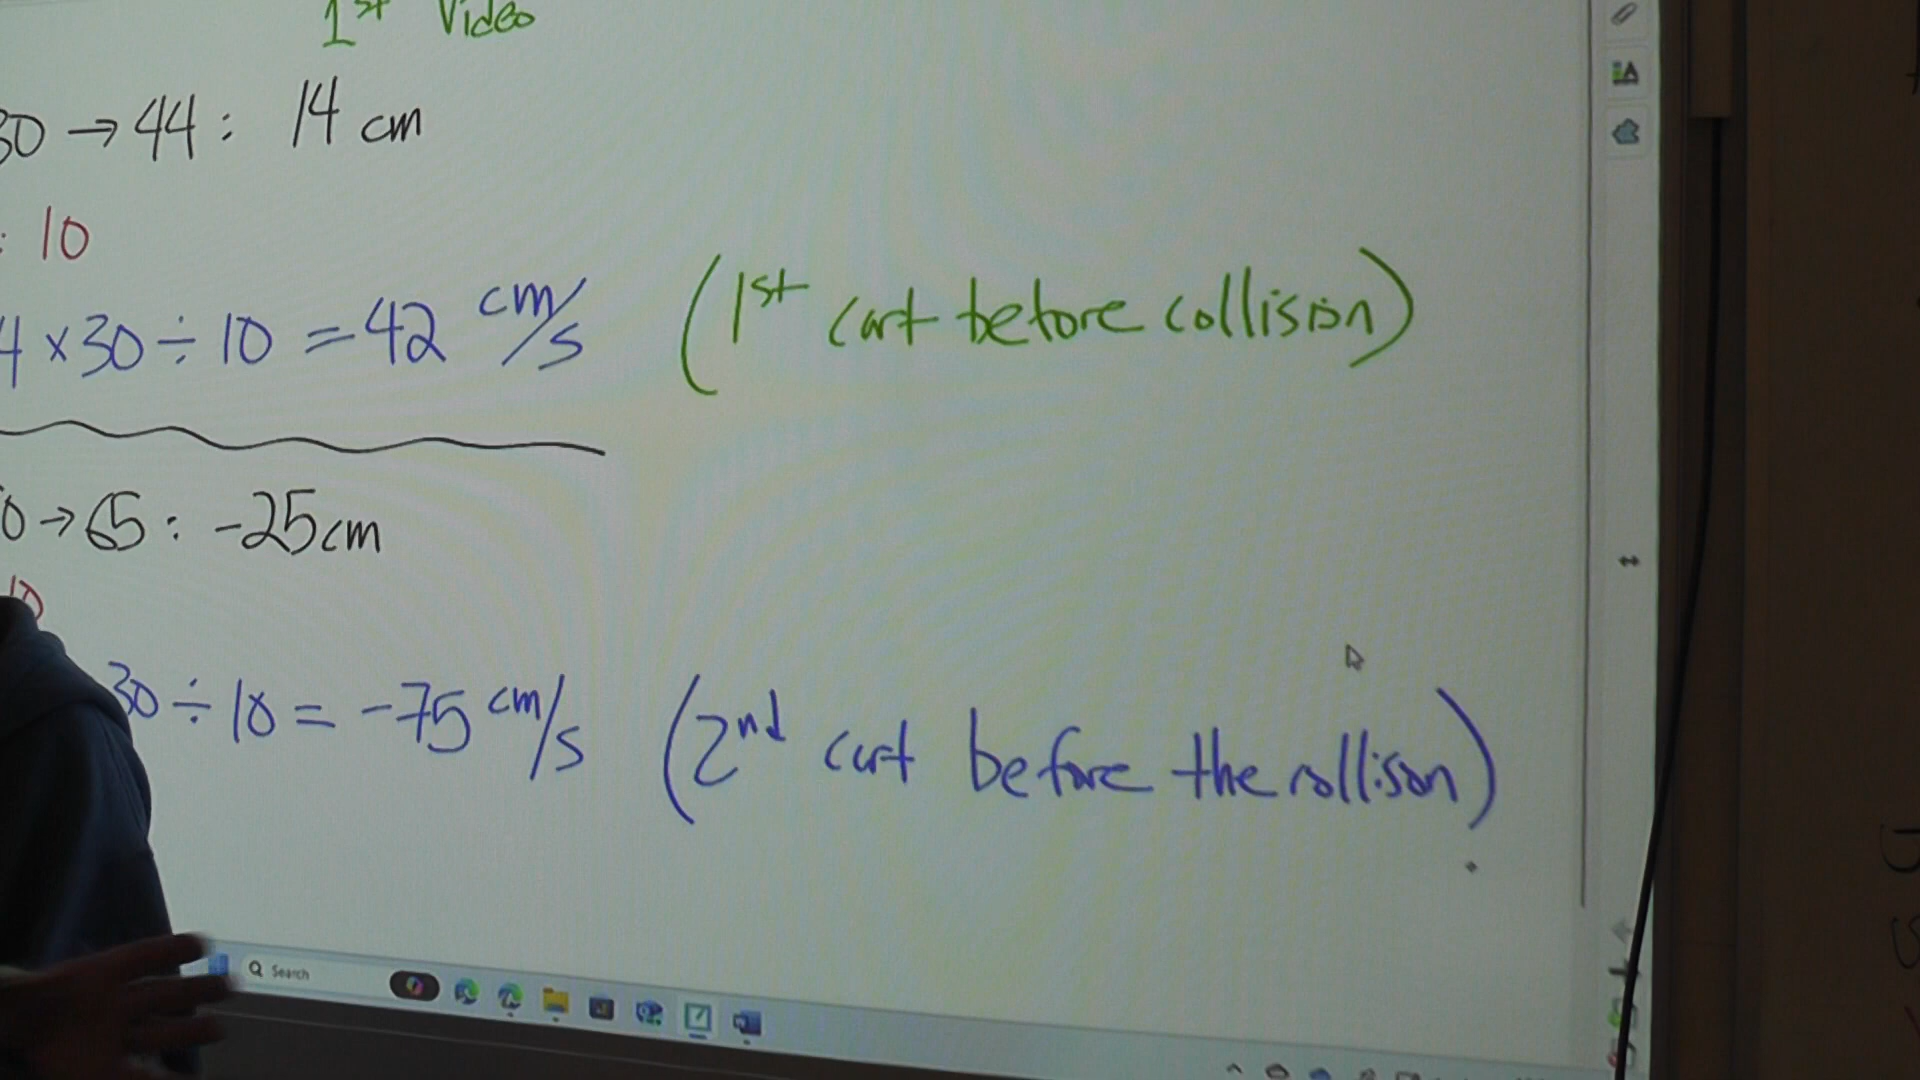 1st Video
30 → 44 : 14 cm
: 10
4 x 30 ÷ 10 = 42 cm/s (1st cart before collision)
0 → 65 : -25cm
10
30 ÷ 10 = -75 cm/s (2nd cart before the collison)
Search